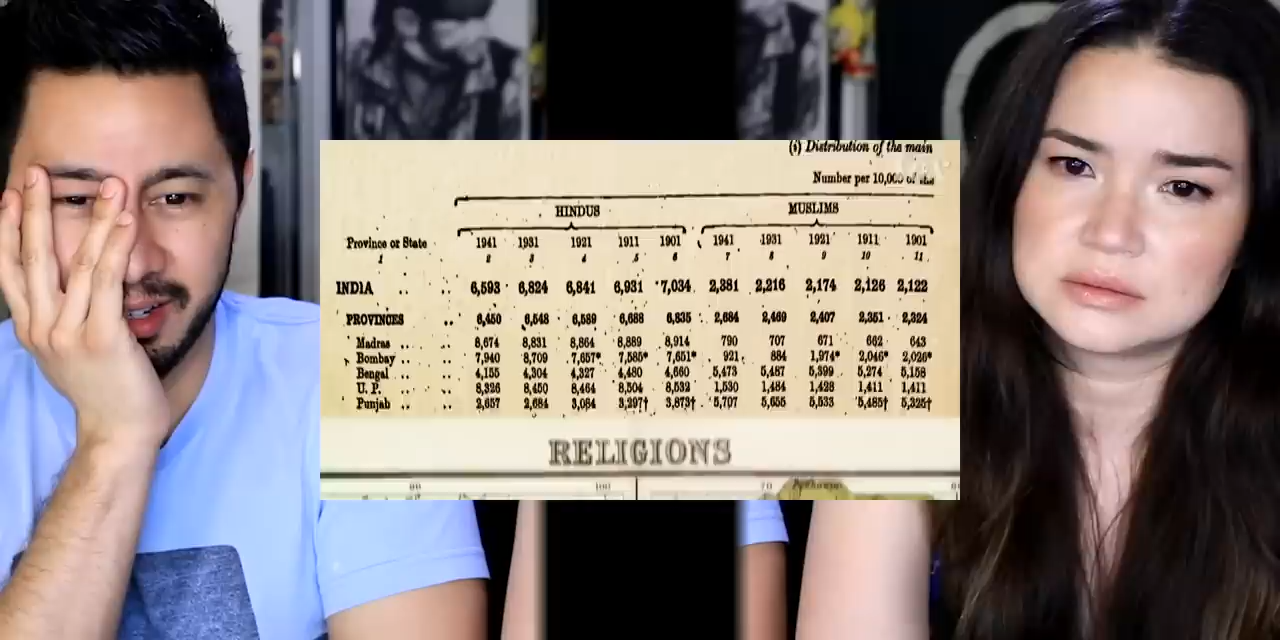 (i) Distribution of the main
Number per 10,000 of the
HINDUS MUSLIMS
Province or State 1941 1931 1921 1911 1901 1941 1931 1921 1911 1901
1 2 3 4 5 6 7 8 9 10 11
INDIA .. .. 6,593 6,824 6,841 6,931 7,034 2,381 2,216 2,174 2,126 2,122
PROVINCES .. 6,450 6,548 6,589 6,688 6,835 2,684 2,469 2,407 2,351 2,324
Madras .. .. 8,674 8,831 8,864 8,889 8,914 790 707 671 662 643
Bombay .. .. 7,940 8,709 7,657* 7,585* 7,651* 921 884 1,974* 2,046* 2,026*
Bengal .. .. 4,155 4,304 4,327 4,480 4,660 5,473 5,487 5,399 5,274 5,158
U. P. .. .. 8,326 8,450 8,464 8,504 8,532 1,530 1,484 1,428 1,411 1,411
Punjab .. .. 2,657 2,684 3,084 3,297† 3,873† 5,707 5,655 5,533 5,485† 5,325†
RELIGIONS
70